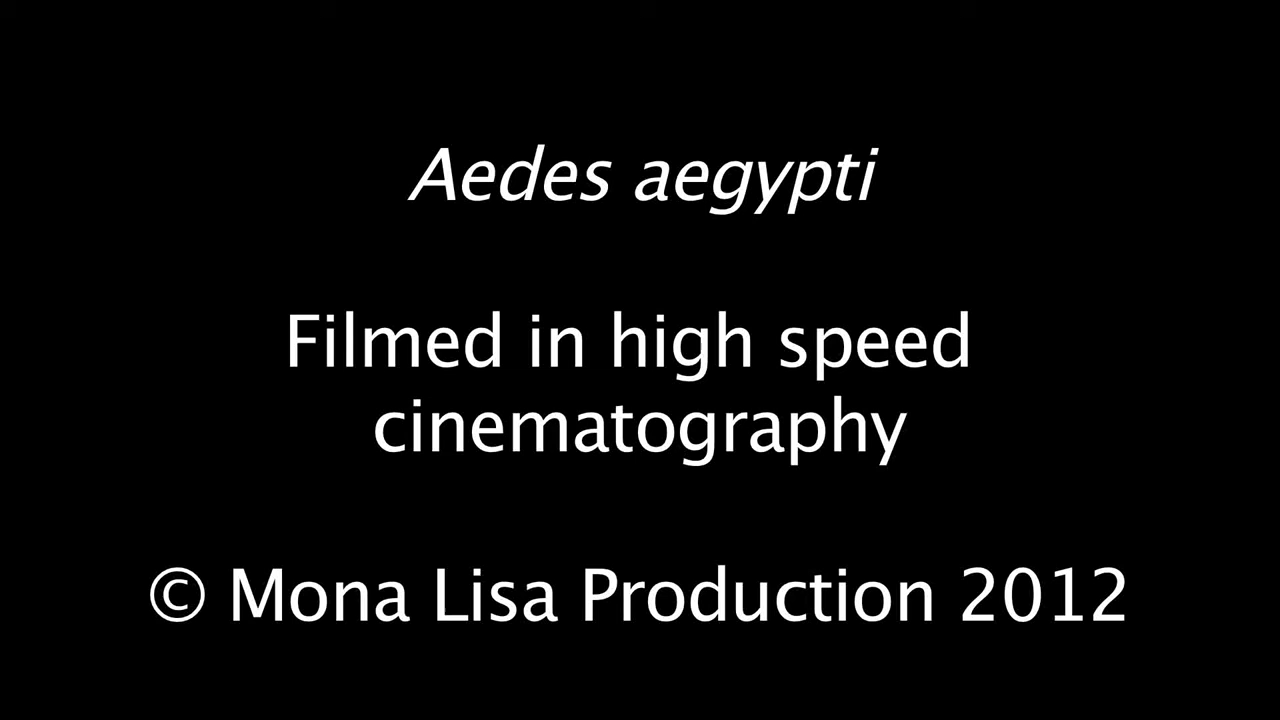 Aedes aegypti
Filmed in high speed
cinematography
© Mona Lisa Production 2012